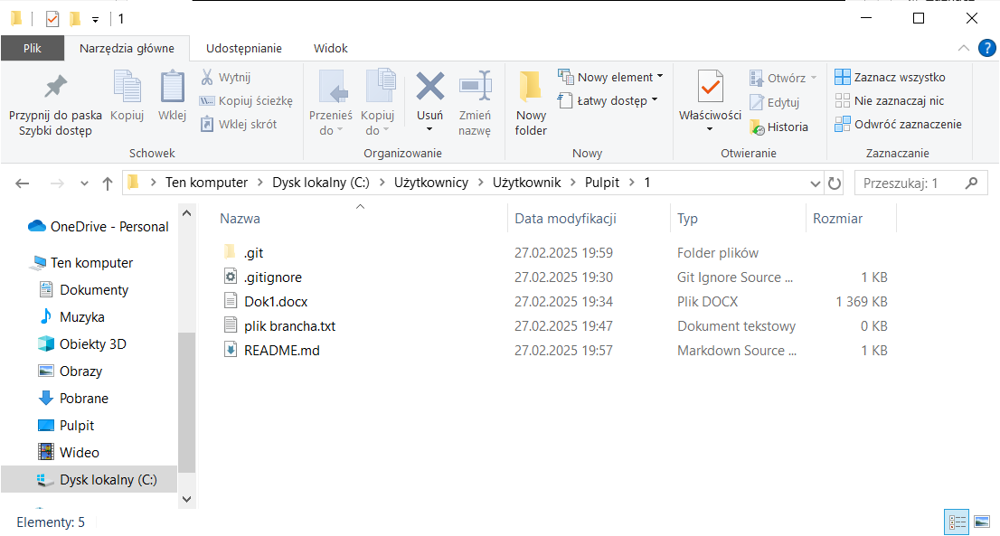 1
Plik Narzędzia główne Udostępnianie Widok
Przypnij do paska
Szybki dostęp
Kopiuj
Wklej
Wytnij
Kopiuj ścieżkę
Wklej skrót
Schowek
Przenieś
do
Kopiuj
do
Usuń
Zmień
nazwę
Organizowanie
Nowy
folder
Nowy element
Łatwy dostęp
Nowy
Właściwości
Otwórz
Edytuj
Historia
Otwieranie
Zaznacz wszystko
Nie zaznaczaj nic
Odwróć zaznaczenie
Zaznaczanie
Ten komputer > Dysk lokalny (C:) > Użytkownicy > Użytkownik > Pulpit > 1
Przeszukaj: 1
OneDrive - Personal
Ten komputer
Dokumenty
Muzyka
Obiekty 3D
Obrazy
Pobrane
Pulpit
Wideo
Dysk lokalny (C:)
Nazwa Data modyfikacji Typ Rozmiar
.git 27.02.2025 19:59 Folder plików
.gitignore 27.02.2025 19:30 Git Ignore Source ... 1 KB
Dok1.docx 27.02.2025 19:34 Plik DOCX 1 369 KB
plik brancha.txt 27.02.2025 19:47 Dokument tekstowy 0 KB
README.md 27.02.2025 19:57 Markdown Source ... 1 KB
Elementy: 5